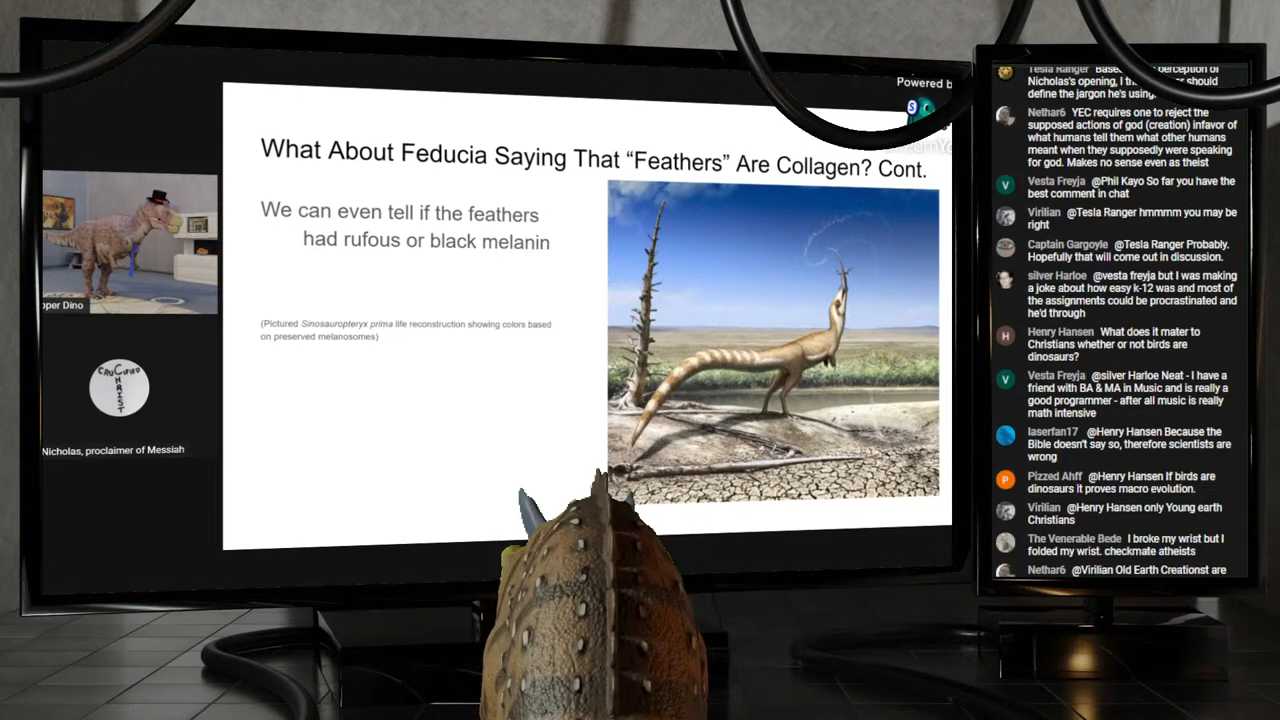 Powered b
What About Feducia Saying That “Feathers” Are Collagen? Cont.
We can even tell if the feathers
had rufous or black melanin
(Pictured Sinosauropteryx prima life reconstruction showing colors based
on preserved melanosomes)
pper Dino
CRUCIFIED
CHRIST
Nicholas, proclaimer of Messiah
Tesla Ranger perception of
Nicholas's opening, I should
define the jargon he's using.
Nethar6 YEC requires one to reject the
supposed actions of god (creation) infavor of
what humans tell them what other humans
meant when they supposedly were speaking
for god. Makes no sense even as theist
V
Vesta Freyja @Phil Kayo So far you have the
best comment in chat
Virilian @Tesla Ranger hmmmm you may be
right
Captain Gargoyle @Tesla Ranger Probably.
Hopefully that will come out in discussion.
silver Harloe @vesta freyja but I was making
a joke about how easy k-12 was and most of
the assignments could be procrastinated and
he'd through
H
Henry Hansen What does it mater to
Christians whether or not birds are
dinosaurs?
V
Vesta Freyja @silver Harloe Neat - I have a
friend with BA & MA in Music and is really a
good programmer - after all music is really
math intensive
laserfan17 @Henry Hansen Because the
Bible doesn't say so, therefore scientists are
wrong
P
Pizzed Ahff @Henry Hansen If birds are
dinosaurs it proves macro evolution.
Virilian @Henry Hansen only Young earth
Christians
The Venerable Bede I broke my wrist but I
folded my wrist. checkmate atheists
Nethar6 @Virilian Old Earth Creationst are